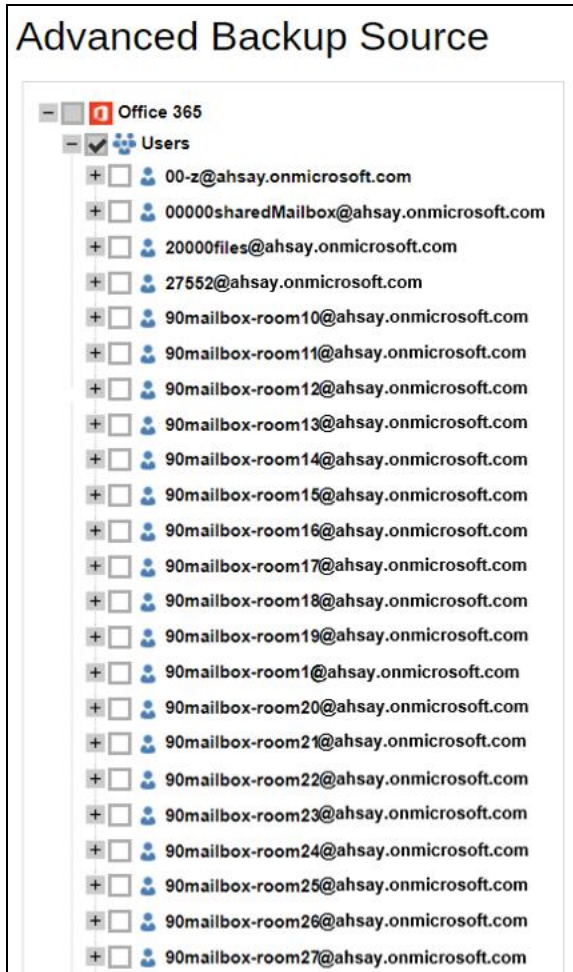 Advanced Backup Source
Office 365
Users
00-z@ahsay.onmicrosoft.com
00000sharedMailbox@ahsay.onmicrosoft.com
20000files@ahsay.onmicrosoft.com
27552@ahsay.onmicrosoft.com
90mailbox-room10@ahsay.onmicrosoft.com
90mailbox-room11@ahsay.onmicrosoft.com
90mailbox-room12@ahsay.onmicrosoft.com
90mailbox-room13@ahsay.onmicrosoft.com
90mailbox-room14@ahsay.onmicrosoft.com
90mailbox-room15@ahsay.onmicrosoft.com
90mailbox-room16@ahsay.onmicrosoft.com
90mailbox-room17@ahsay.onmicrosoft.com
90mailbox-room18@ahsay.onmicrosoft.com
90mailbox-room19@ahsay.onmicrosoft.com
90mailbox-room1@ahsay.onmicrosoft.com
90mailbox-room20@ahsay.onmicrosoft.com
90mailbox-room21@ahsay.onmicrosoft.com
90mailbox-room22@ahsay.onmicrosoft.com
90mailbox-room23@ahsay.onmicrosoft.com
90mailbox-room24@ahsay.onmicrosoft.com
90mailbox-room25@ahsay.onmicrosoft.com
90mailbox-room26@ahsay.onmicrosoft.com
90mailbox-room27@ahsay.onmicrosoft.com